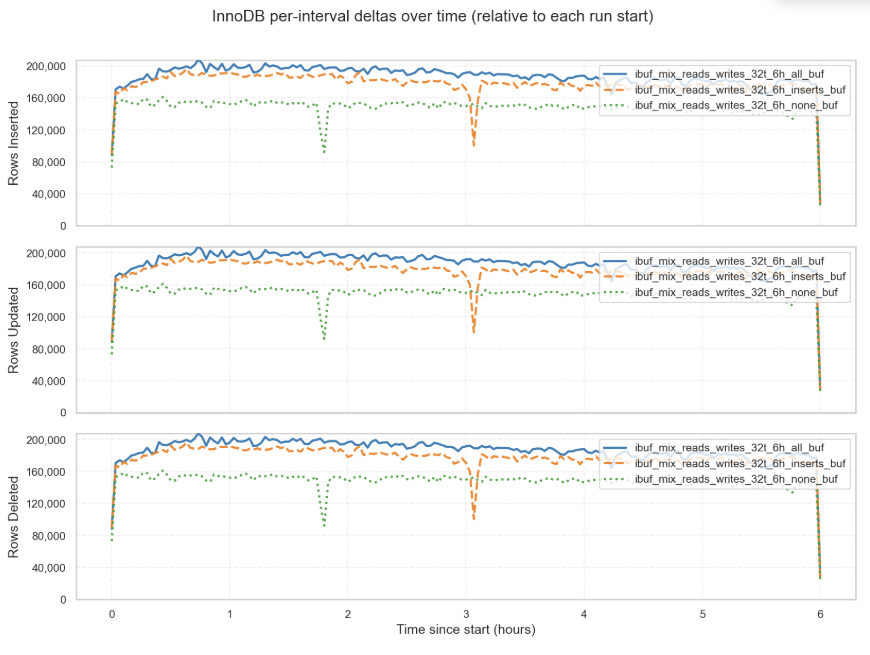 InnoDB per-interval deltas over time (relative to each run start)
Rows Inserted
200,000
160,000
120,000
80,000
40,000
0
ibuf_mix_reads_writes_32t_6h_all_buf
ibuf_mix_reads_writes_32t_6h_inserts_buf
ibuf_mix_reads_writes_32t_6h_none_buf
Rows Updated
200,000
160,000
120,000
80,000
40,000
0
ibuf_mix_reads_writes_32t_6h_all_buf
ibuf_mix_reads_writes_32t_6h_inserts_buf
ibuf_mix_reads_writes_32t_6h_none_buf
Rows Deleted
200,000
160,000
120,000
80,000
40,000
0
ibuf_mix_reads_writes_32t_6h_all_buf
ibuf_mix_reads_writes_32t_6h_inserts_buf
ibuf_mix_reads_writes_32t_6h_none_buf
0 1 2 3 4 5 6
Time since start (hours)